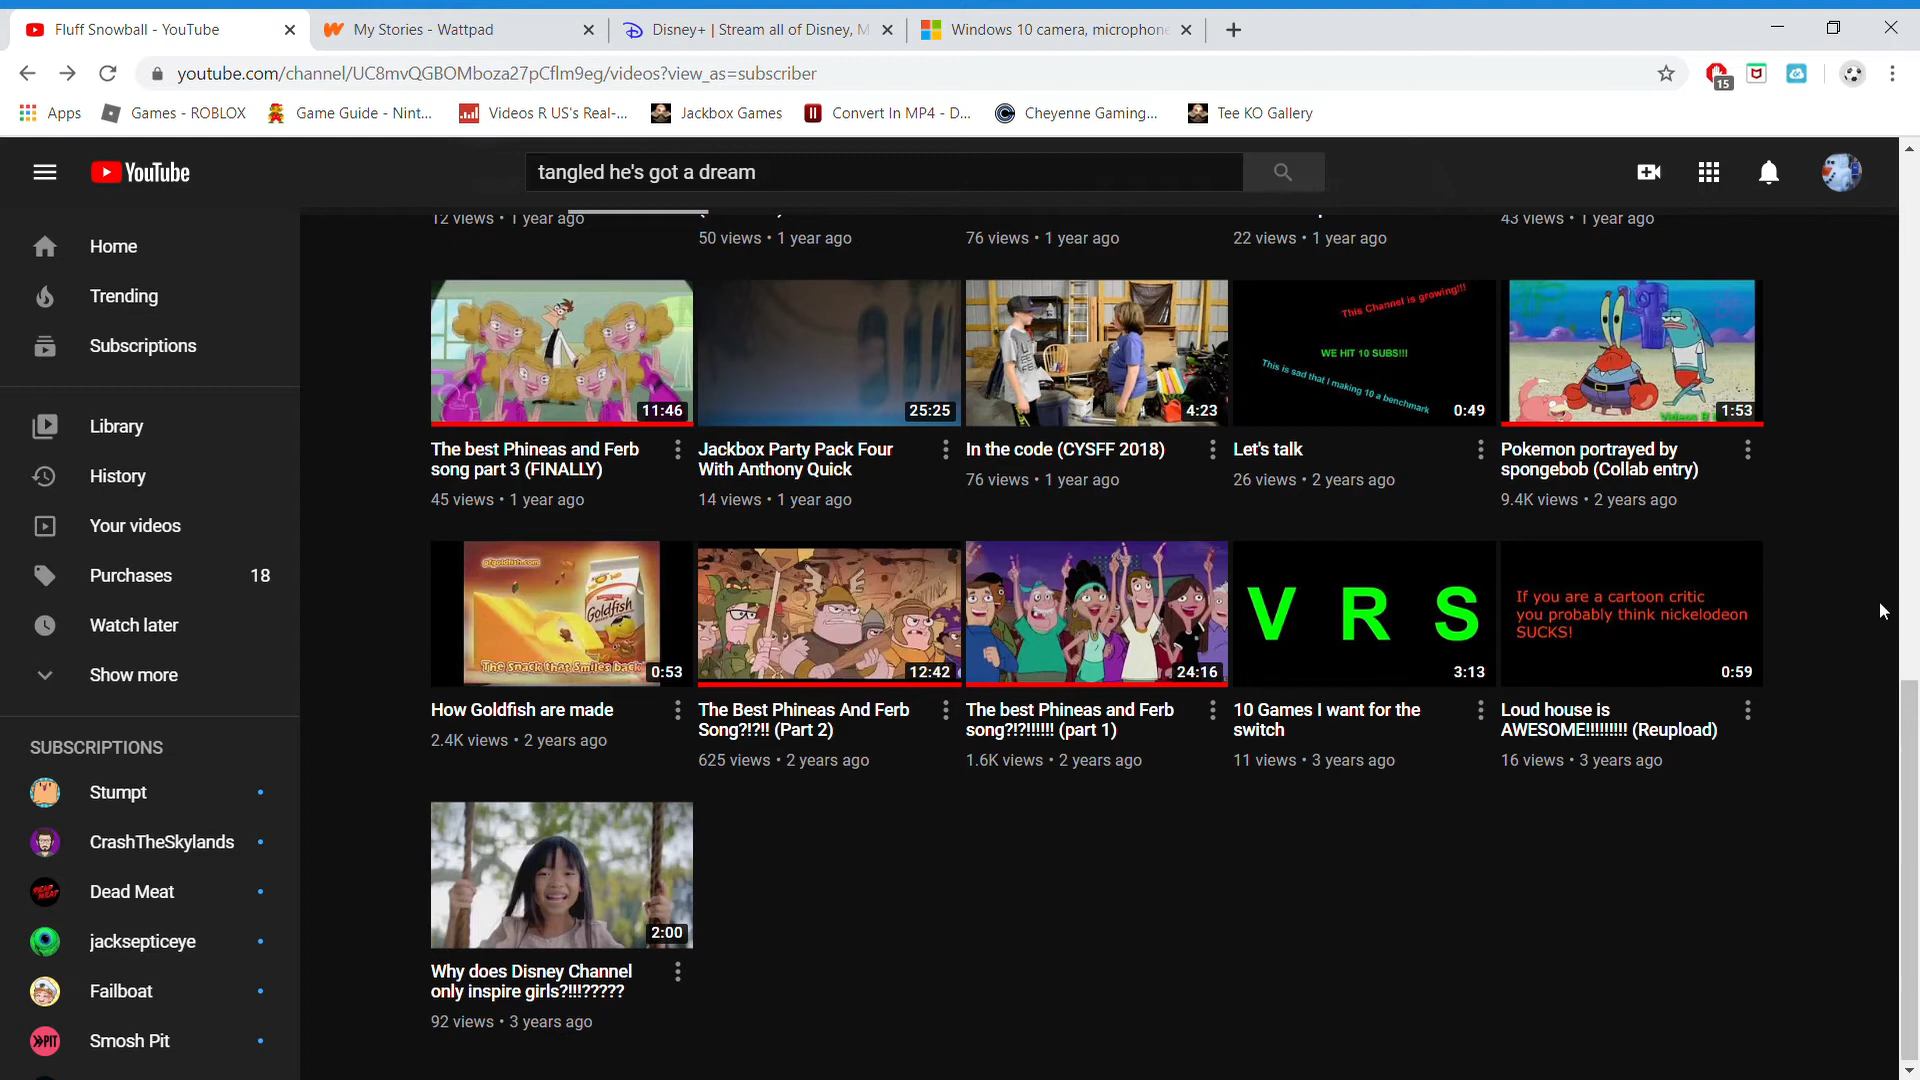 Fluff Snowball - YouTube
My Stories - Wattpad
Disney+ | Stream all of Disney, M
Windows 10 camera, microphone
youtube.com/channel/UC8mvQGBOMboza27pCflm9eg/videos?view_as=subscriber
15
Apps
Games - ROBLOX
Game Guide - Nint...
Videos R US's Real-...
Jackbox Games
Convert In MP4 - D...
Cheyenne Gaming...
Tee KO Gallery
YouTube
tangled he's got a dream
Home
Trending
Subscriptions
Library
History
Your videos
Purchases 18
Watch later
Show more
SUBSCRIPTIONS
Stumpt
CrashTheSkylands
Dead Meat
jacksepticeye
Failboat
PIT
Smosh Pit
12 views • 1 year ago
50 views • 1 year ago
76 views • 1 year ago
22 views • 1 year ago
43 views • 1 year ago
11:46
The best Phineas and Ferb
song part 3 (FINALLY)
45 views • 1 year ago
25:25
Jackbox Party Pack Four
With Anthony Quick
14 views • 1 year ago
4:23
In the code (CYSFF 2018)
76 views • 1 year ago
This Channel is growing!!!
WE HIT 10 SUBS!!!
This is sad that I making 10 a benchmark
0:49
Let's talk
26 views • 2 years ago
Videos R
1:53
Pokemon portrayed by
spongebob (Collab entry)
9.4K views • 2 years ago
pfgoldfish.com
Goldfish
The snack that Smiles back
0:53
How Goldfish are made
2.4K views • 2 years ago
12:42
The Best Phineas And Ferb
Song?!?!! (Part 2)
625 views • 2 years ago
24:16
The best Phineas and Ferb
song?!?!!!!!! (part 1)
1.6K views • 2 years ago
V R S
3:13
10 Games I want for the
switch
11 views • 3 years ago
If you are a cartoon critic
you probably think nickelodeon
SUCKS!
0:59
Loud house is
AWESOME!!!!!!!!! (Reupload)
16 views • 3 years ago
2:00
Why does Disney Channel
only inspire girls?!!!?????
92 views • 3 years ago